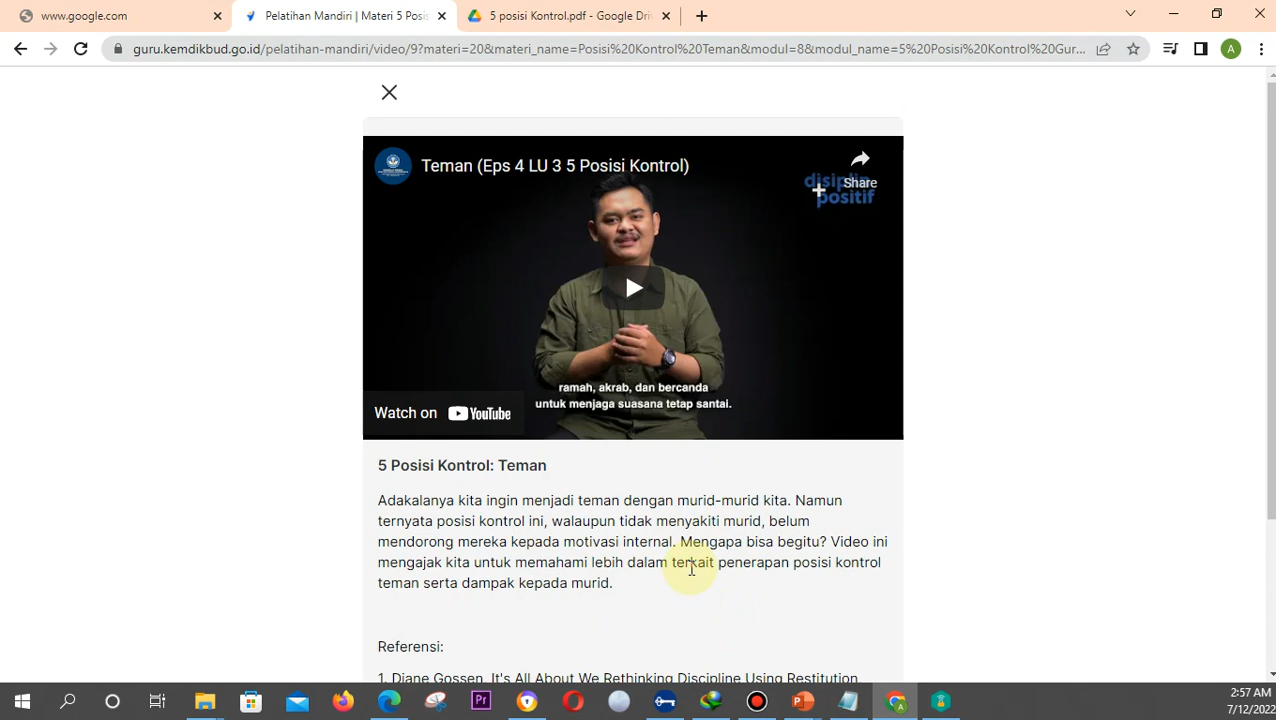 www.google.com
Pelatihan Mandiri | Materi 5 Posis
5 posisi Kontrol.pdf - Google Driv
guru.kemdikbud.go.id/pelatihan-mandiri/video/9?materi=20&materi_name=Posisi%20Kontrol%20Teman&modul=8&modul_name=5%20Posisi%20Kontrol%20Gur...
A
Teman (Eps 4 LU 3 5 Posisi Kontrol)
Share
disiplin
positif
ramah, akrab, dan bercanda
untuk menjaga suasana tetap santai.
Watch on YouTube
5 Posisi Kontrol: Teman
Adakalanya kita ingin menjadi teman dengan murid-murid kita. Namun
ternyata posisi kontrol ini, walaupun tidak menyakiti murid, belum
mendorong mereka kepada motivasi internal. Mengapa bisa begitu? Video ini
mengajak kita untuk memahami lebih dalam terkait penerapan posisi kontrol
teman serta dampak kepada murid.
Referensi:
1. Diane Gossen, It's All About We Rethinking Discipline Using Restitution
Pr
2:57 AM
7/12/2022